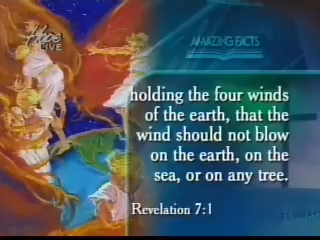 Hope
LIVE
AMAZING FACTS
holding the four winds
of the earth, that the
wind should not blow
on the earth, on the
sea, or on any tree.
Revelation 7:1